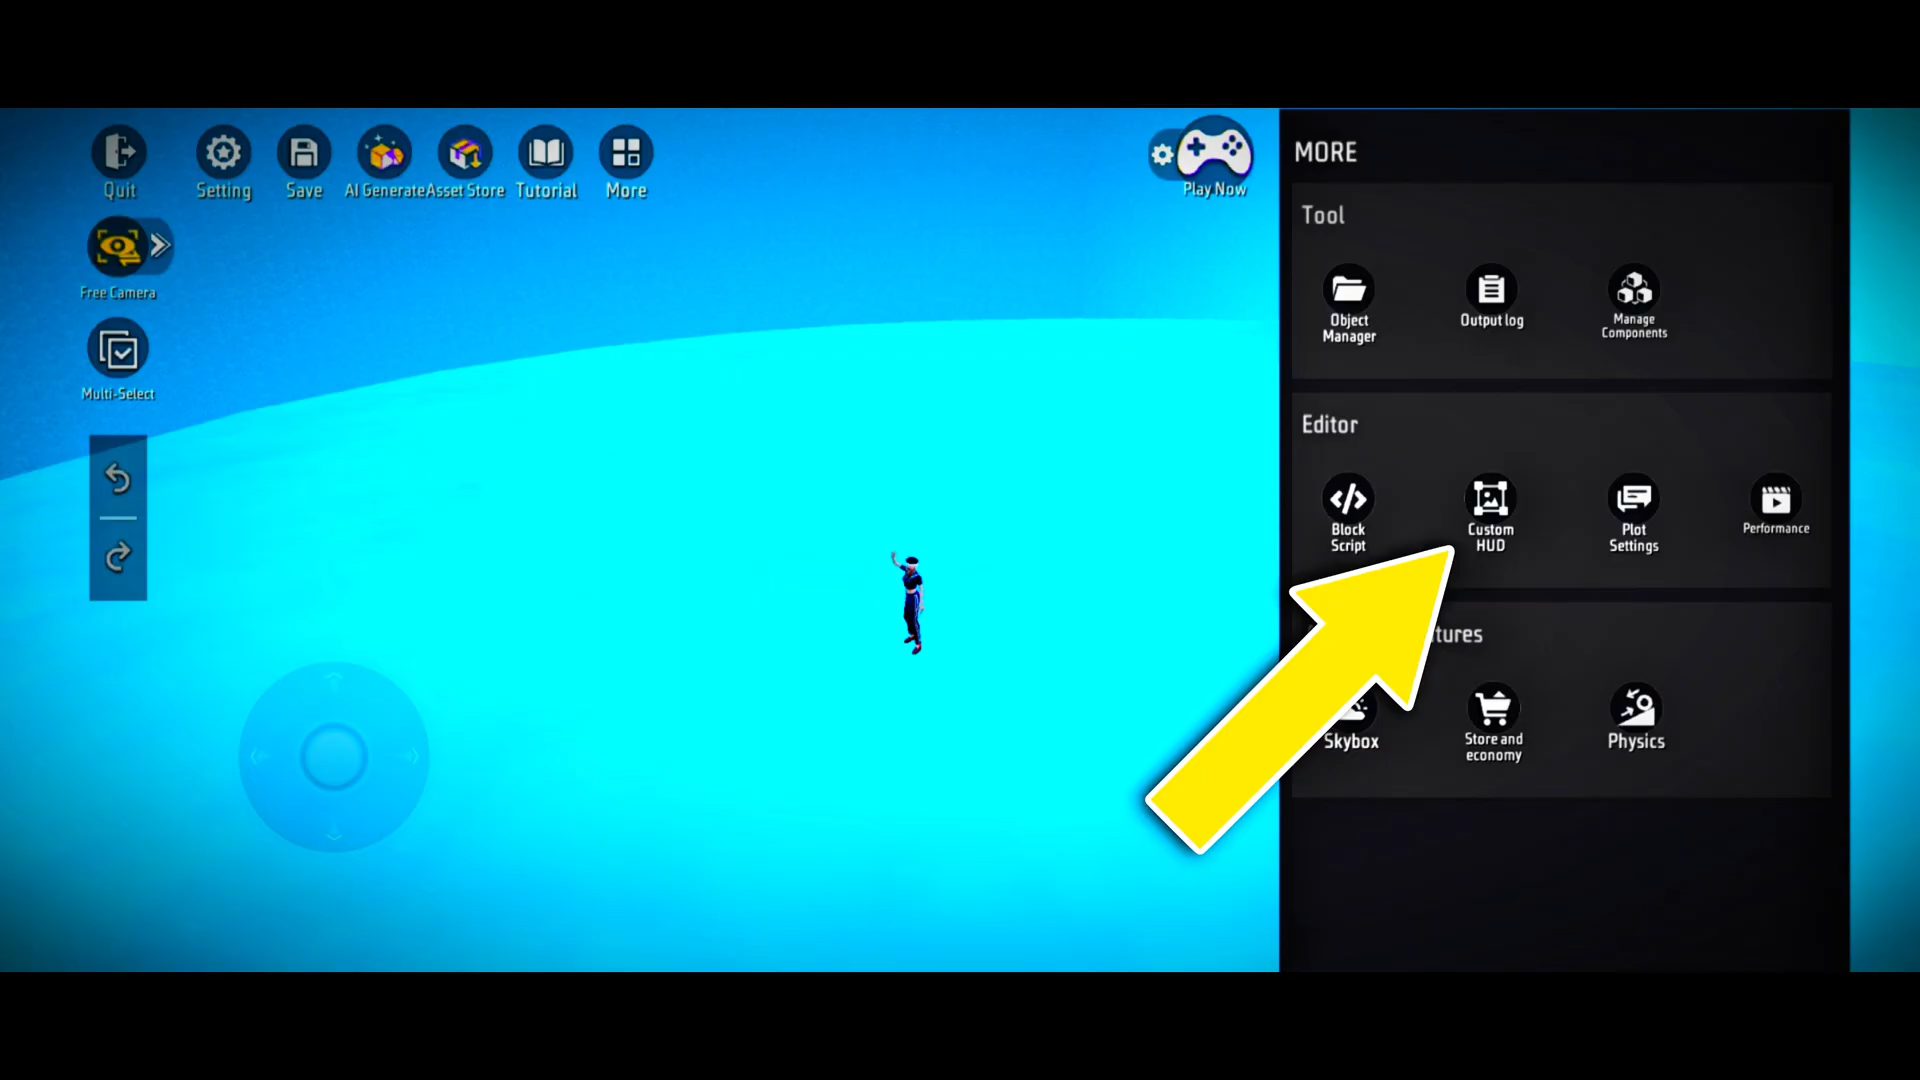 Quit
Setting
Save
AI Generate
Asset Store
Tutorial
More
Play Now
Free Camera
Multi-Select
MORE
Tool
Object
Manager
Output log
Manage
Components
Editor
Block
Script
Custom
HUD
Plot
Settings
Performance
tures
Skybox
Store and
economy
Physics